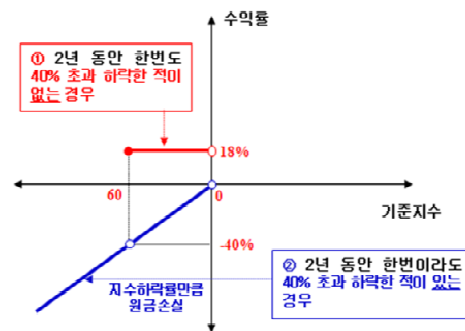 수익률
① 2년 동안 한번도
40% 초과 하락한 적이
없는 경우
18%
60
0
기준지수
-40%
지수하락률만큼
원금손실
② 2년 동안 한번이라도
40% 초과 하락한 적이 있는
경우